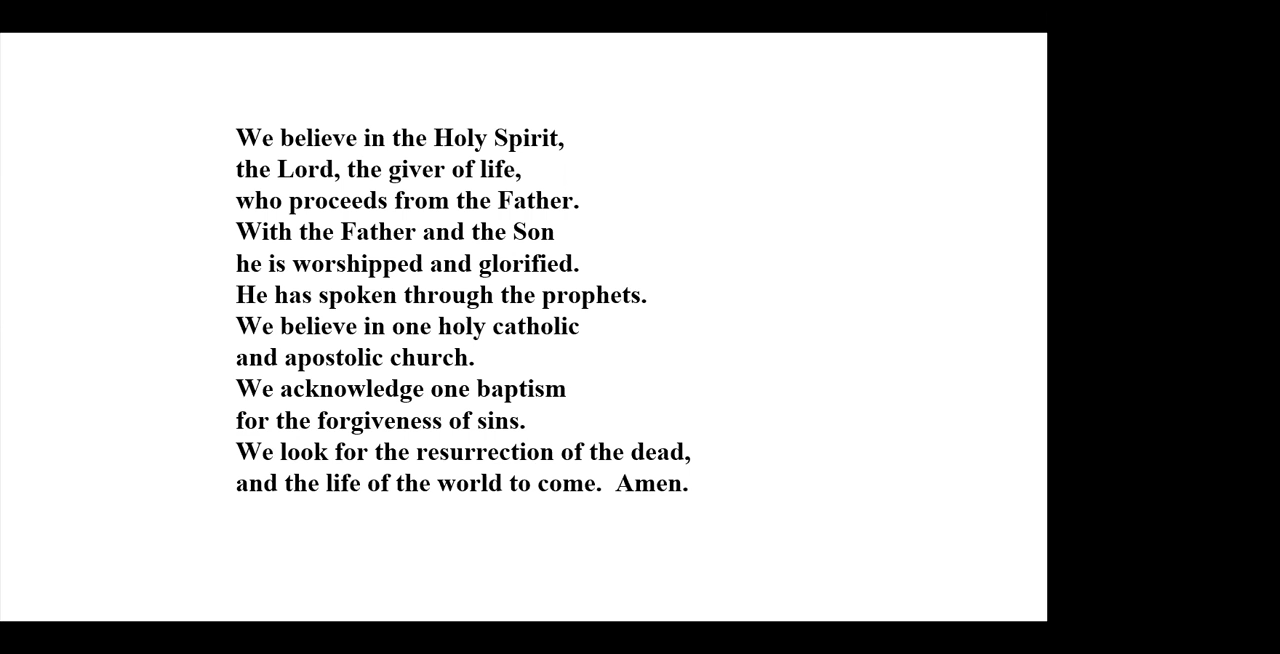 We believe in the Holy Spirit,
the Lord, the giver of life,
who proceeds from the Father.
With the Father and the Son
he is worshipped and glorified.
He has spoken through the prophets.
We believe in one holy catholic
and apostolic church.
We acknowledge one baptism
for the forgiveness of sins.
We look for the resurrection of the dead,
and the life of the world to come.  Amen.